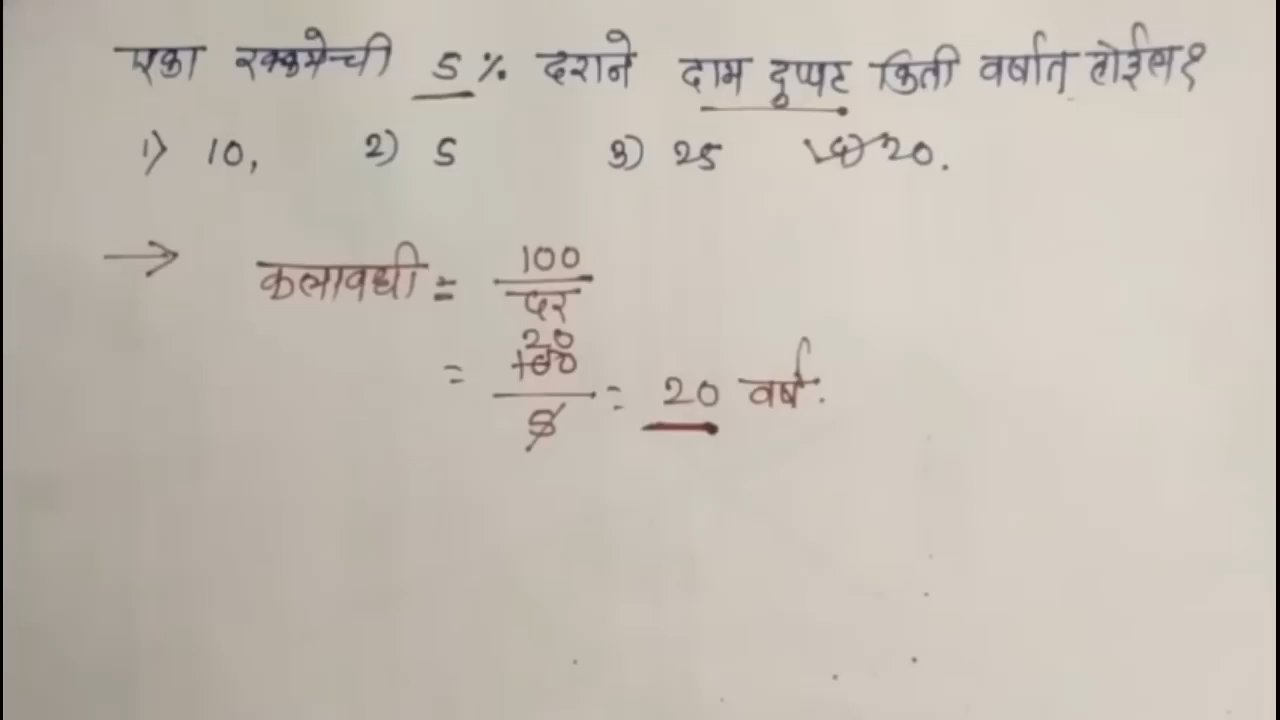 एका रक्कमेची 5% दराने दाम दुप्पट किती वर्षात होईल?
1) 10, 2) 5 3) 25 4) 20.
→ कलावधी = 100 / दर
= 20 100 / 5 = 20 वर्षे.